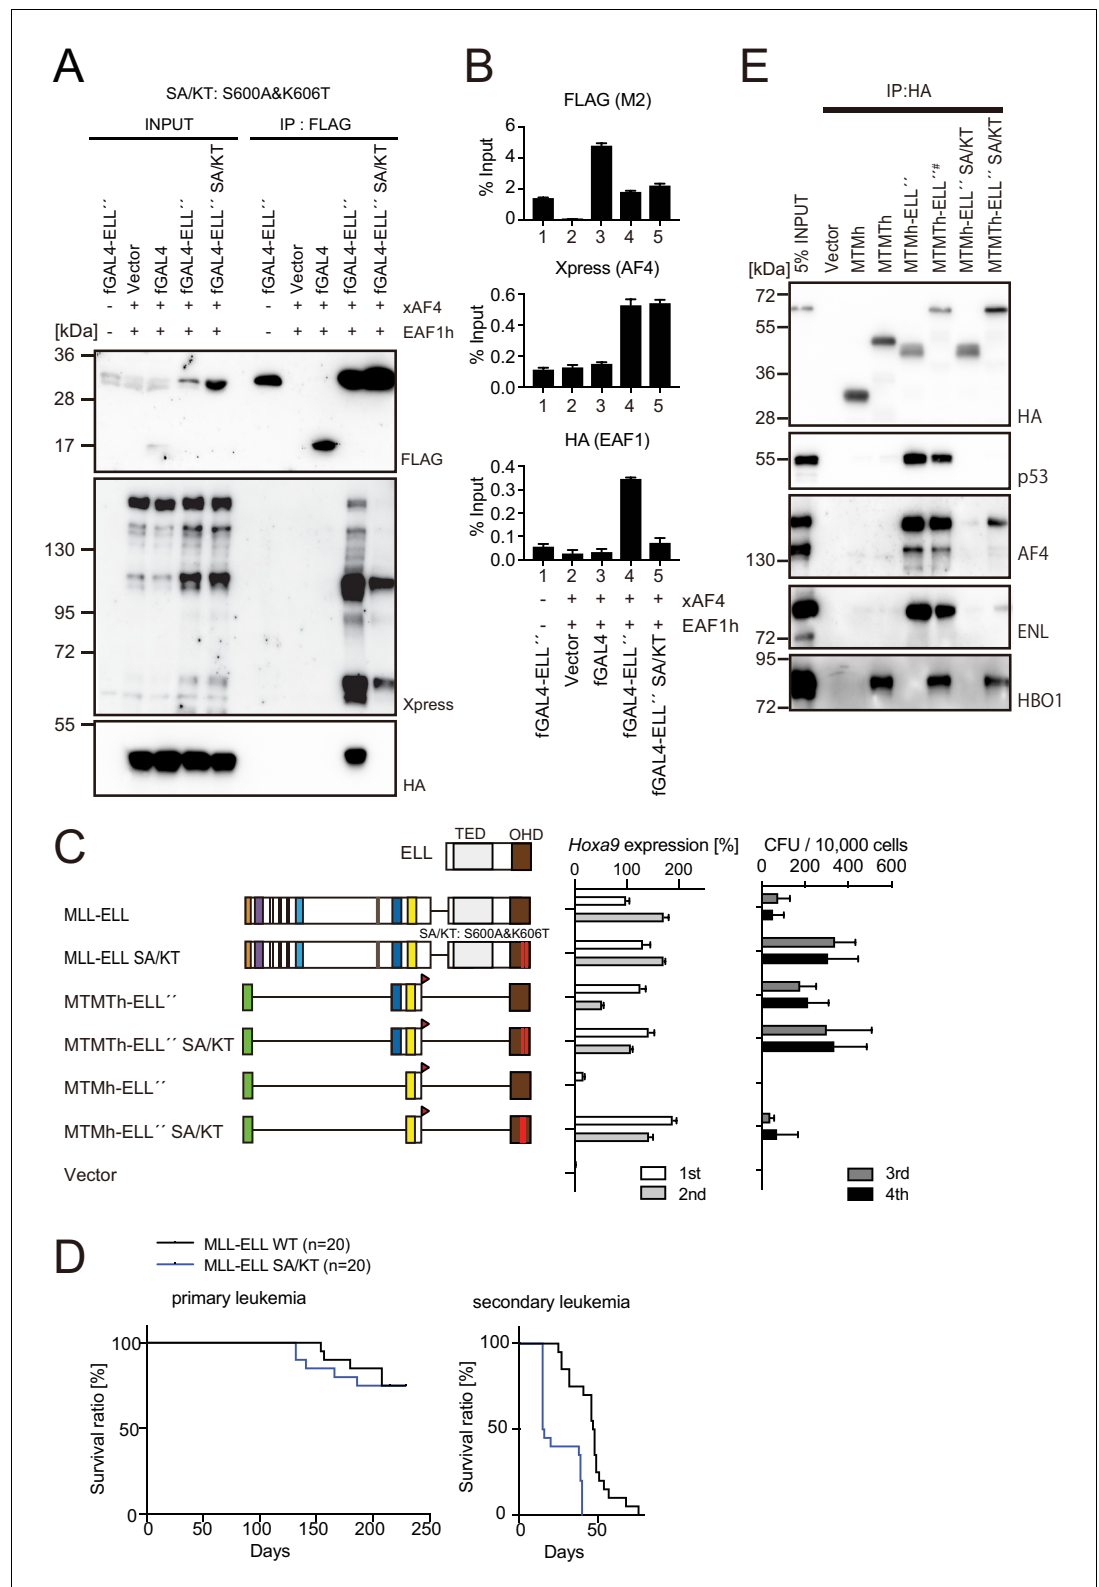 A
SA/KT: S600A&K606T
INPUT
IP : FLAG
fGAL4-ELL´´
Vector
fGAL4
fGAL4-ELL´´
fGAL4-ELL´´ SA/KT
fGAL4-ELL´´
Vector
fGAL4
fGAL4-ELL´´
fGAL4-ELL´´ SA/KT
- + + + + - + + + + xAF4
[kDa] - + + + + - + + + + EAF1h
36
28
17
FLAG
130
95
72
Xpress
55
HA
B
FLAG (M2)
% Input
6
4
2
0
1 2 3 4 5
Xpress (AF4)
% Input
0.6
0.4
0.2
0.0
1 2 3 4 5
HA (EAF1)
% Input
0.4
0.3
0.2
0.1
0.0
1 2 3 4 5
- + + + + xAF4
- + + + + EAF1h
fGAL4-ELL´´
Vector
fGAL4
fGAL4-ELL´´
fGAL4-ELL´´ SA/KT
E
IP:HA
5% INPUT
Vector
MTMh
MTMTh
MTMh-ELL´´
MTMTh-ELL´´#
MTMh-ELL´´ SA/KT
MTMTh-ELL´´ SA/KT
[kDa]
72
55
36
28
HA
55
p53
130
AF4
72
ENL
95
72
HBO1
C
TED
OHD
ELL
MLL-ELL
SA/KT: S600A&K606T
MLL-ELL SA/KT
MTMTh-ELL´´
MTMTh-ELL´´ SA/KT
MTMh-ELL´´
MTMh-ELL´´ SA/KT
Vector
Hoxa9 expression [%]
0 100 200
1st
2nd
CFU / 10,000 cells
0 200 400 600
3rd
4th
D
MLL-ELL WT (n=20)
MLL-ELL SA/KT (n=20)
primary leukemia
Survival ratio [%]
100
50
0
0 50 100 150 200 250
Days
secondary leukemia
Survival ratio [%]
100
50
0
0 50
Days